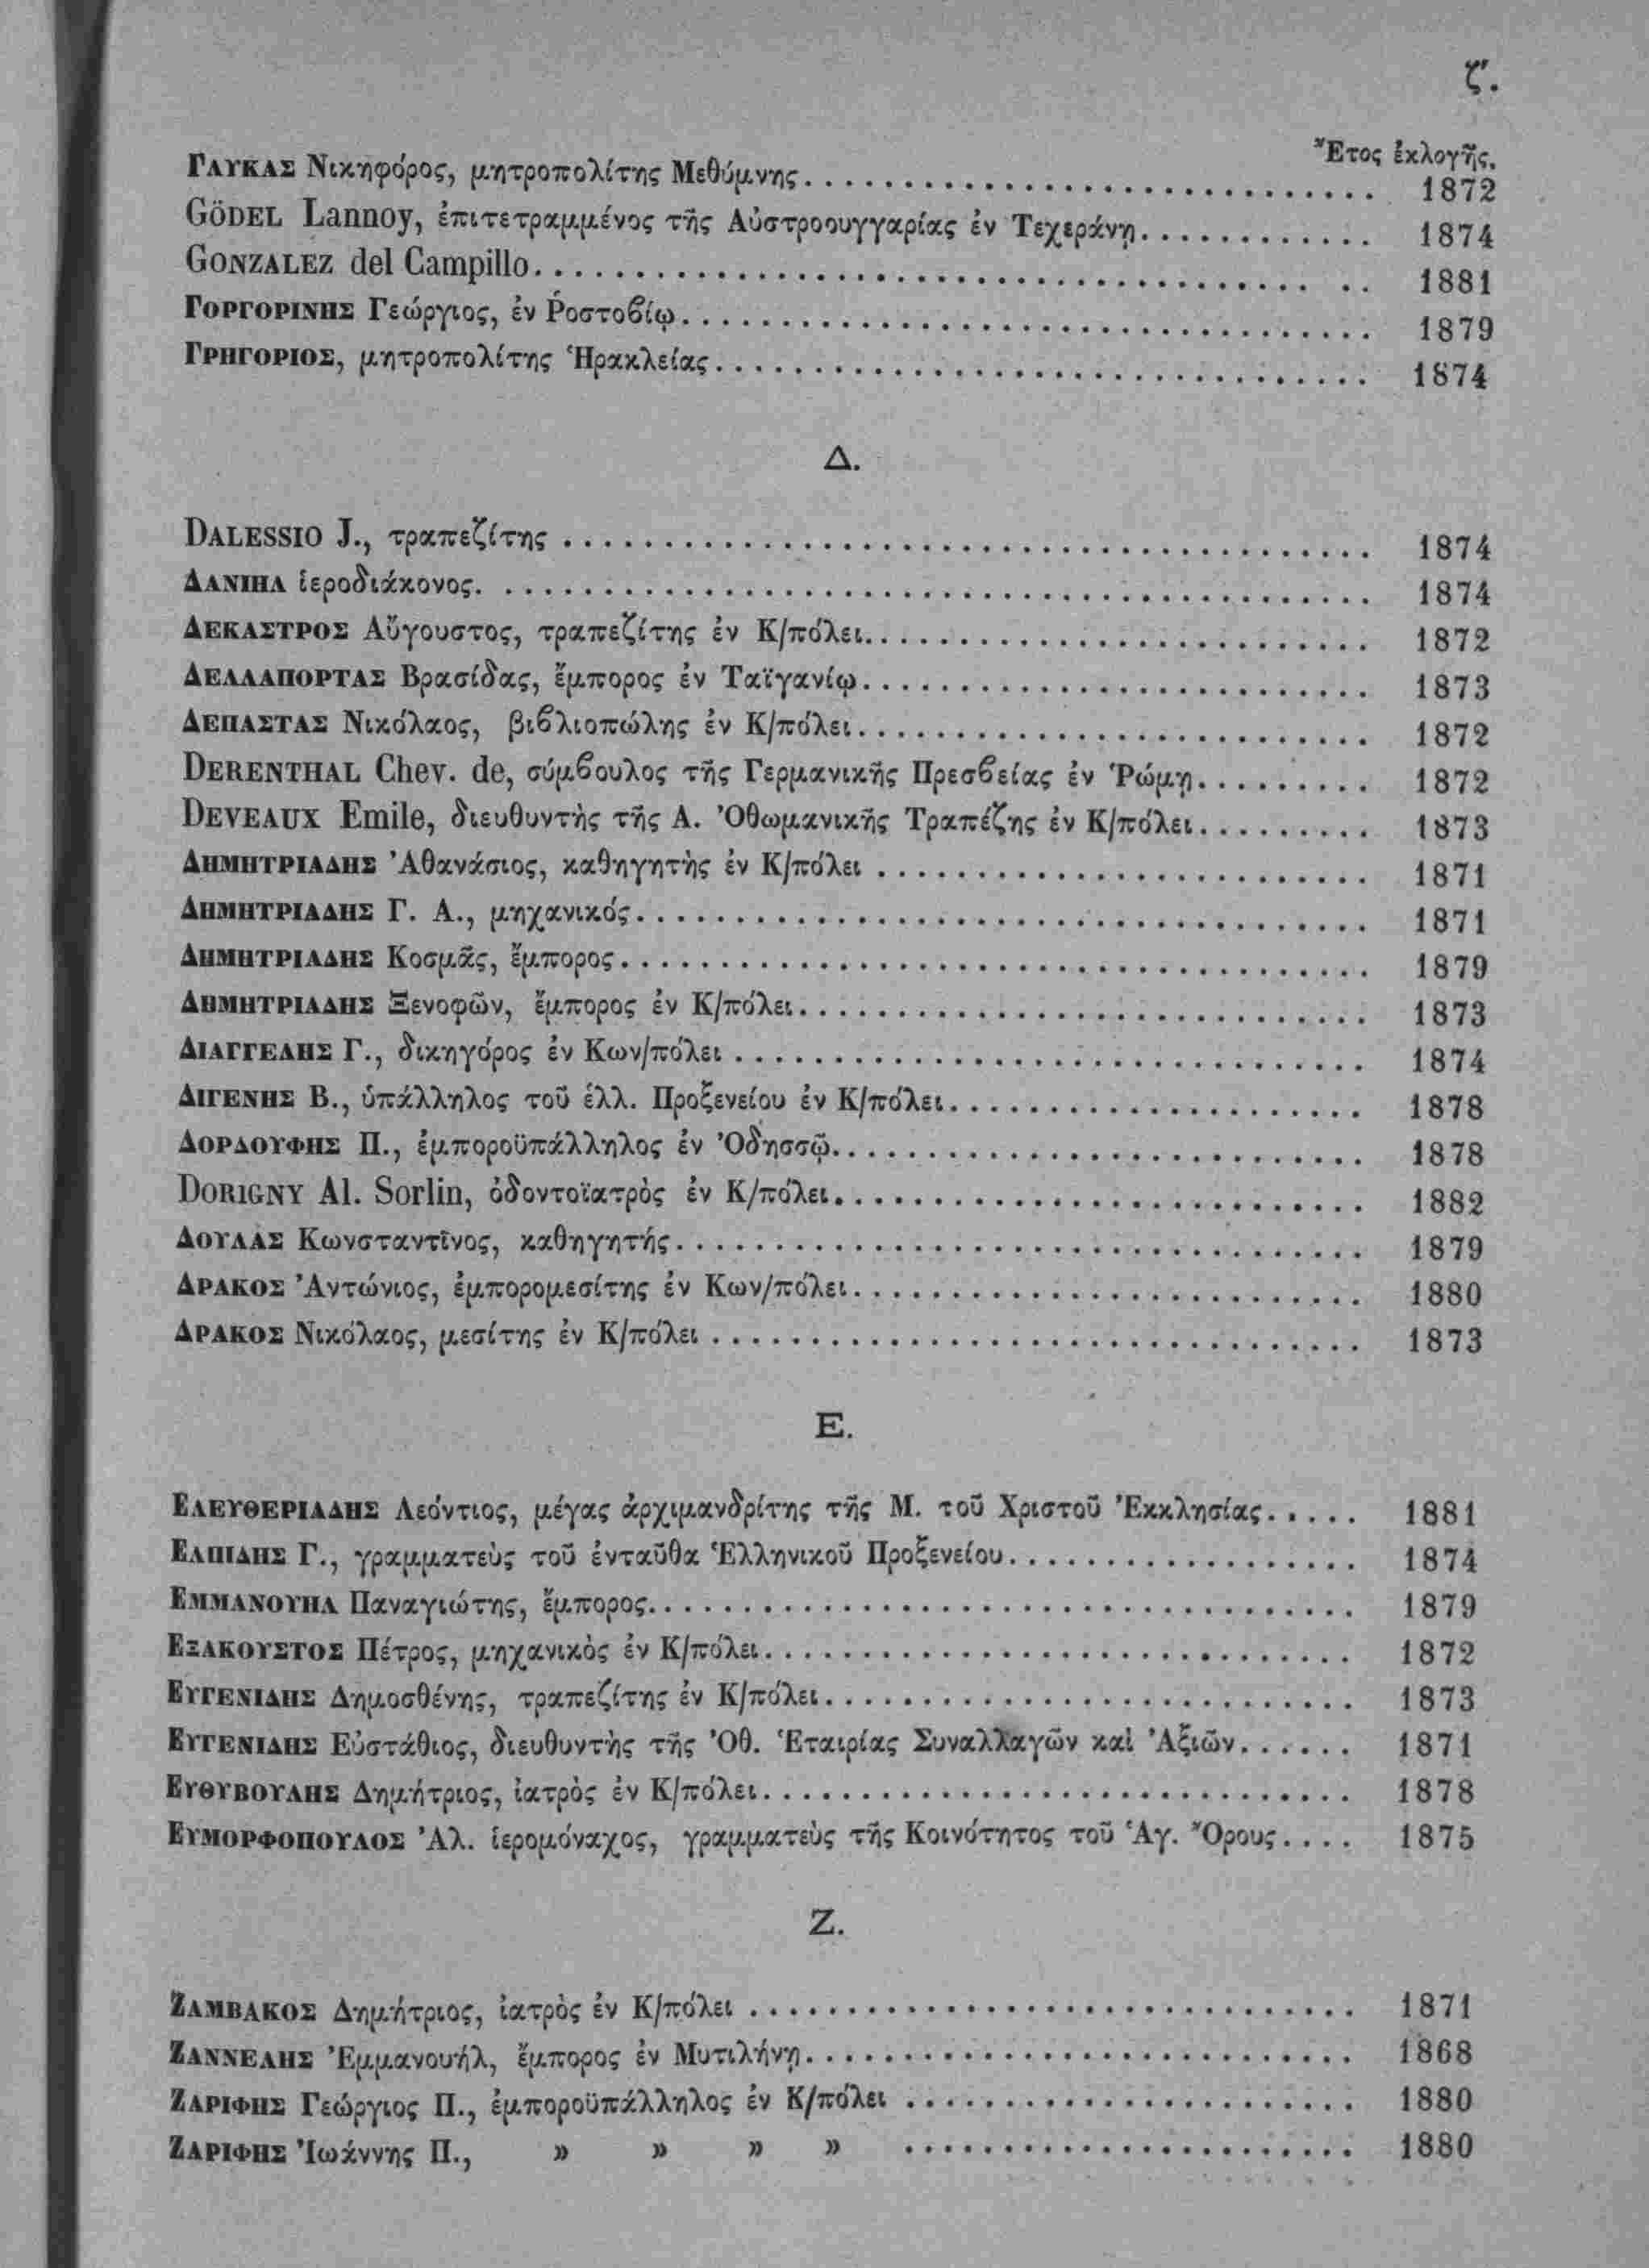 ζ'.
Ἔτος ἐκλογῆς.
ΓΛΥΚΑΣ Νικηφόρος, μητροπολίτης Μεθύμνης. . . . . . . . . . 1872
GÖDEL Lannoy, ἐπιτετραμμένος τῆς Αὐστροουγγαρίας ἐν Τεχεράνῃ. . . . . . . . . . 1874
GONZALEZ del Campillo. . . . . . . . . . 1881
ΓΟΡΓΟΡΙΝΗΣ Γεώργιος, ἐν Ῥοστοβίῳ. . . . . . . . . . 1879
ΓΡΗΓΟΡΙΟΣ, μητροπολίτης Ἡρακλείας. . . . . . . . . . 1874
Δ.
DALESSIO J., τραπεζίτης . . . . . . . . . . 1874
ΔΑΝΙΗΛ ἱεροδιάκονος. . . . . . . . . . 1874
ΔΕΚΑΣΤΡΟΣ Αὔγουστος, τραπεζίτης ἐν Κ/πόλει. . . . . . . . . . 1872
ΔΕΛΛΑΠΟΡΤΑΣ Βρασίδας, ἔμπορος ἐν Ταϊγανίῳ. . . . . . . . . . 1873
ΔΕΠΑΣΤΑΣ Νικόλαος, βιβλιοπώλης ἐν Κ/πόλει. . . . . . . . . . 1872
DERENTHAL Chev. de, σύμβουλος τῆς Γερμανικῆς Πρεσβείας ἐν Ῥώμῃ. . . . . . . . . 1872
DEVEAUX Emile, διευθυντὴς τῆς Α. Ὀθωμανικῆς Τραπέζης ἐν Κ/πόλει. . . . . . . . . 1873
ΔΗΜΗΤΡΙΑΔΗΣ Ἀθανάσιος, καθηγητὴς ἐν Κ/πόλει . . . . . . . . . . 1871
ΔΗΜΗΤΡΙΑΔΗΣ Γ. Α., μηχανικός. . . . . . . . . . 1871
ΔΗΜΗΤΡΙΑΔΗΣ Κοσμᾶς, ἔμπορος. . . . . . . . . . 1879
ΔΗΜΗΤΡΙΑΔΗΣ Ξενοφῶν, ἔμπορος ἐν Κ/πόλει. . . . . . . . . . 1873
ΔΙΑΓΓΕΛΗΣ Γ., δικηγόρος ἐν Κων/πόλει . . . . . . . . . . 1874
ΔΙΓΕΝΗΣ Β., ὑπάλληλος τοῦ ἑλλ. Προξενείου ἐν Κ/πόλει. . . . . . . . . . 1878
ΔΟΡΔΟΥΦΗΣ Π., ἐμποροϋπάλληλος ἐν Ὀδησσῷ. . . . . . . . . . 1878
DORIGNY Al. Sorlin, ὀδοντοϊατρὸς ἐν Κ/πόλει. . . . . . . . . . 1882
ΔΟΥΛΑΣ Κωνσταντῖνος, καθηγητής. . . . . . . . . . 1879
ΔΡΑΚΟΣ Ἀντώνιος, ἐμπορομεσίτης ἐν Κων/πόλει. . . . . . . . . . 1880
ΔΡΑΚΟΣ Νικόλαος, μεσίτης ἐν Κ/πόλει . . . . . . . . . . 1873
Ε.
ΕΛΕΥΘΕΡΙΑΔΗΣ Λεόντιος, μέγας ἀρχιμανδρίτης τῆς Μ. τοῦ Χριστοῦ Ἐκκλησίας. . . . . 1881
ΕΛΠΙΔΗΣ Γ., γραμματεὺς τοῦ ἐνταῦθα Ἑλληνικοῦ Προξενείου. . . . . . . . . . 1874
ΕΜΜΑΝΟΥΗΛ Παναγιώτης, ἔμπορος. . . . . . . . . . 1879
ΕΞΑΚΟΥΣΤΟΣ Πέτρος, μηχανικὸς ἐν Κ/πόλει. . . . . . . . . . 1872
ΕΥΓΕΝΙΔΗΣ Δημοσθένης, τραπεζίτης ἐν Κ/πόλει. . . . . . . . . . 1873
ΕΥΓΕΝΙΔΗΣ Εὐστάθιος, διευθυντὴς τῆς Ὀθ. Ἑταιρίας Συναλλαγῶν καὶ Ἀξιῶν. . . . . . 1871
ΕΥΘΥΒΟΥΛΗΣ Δημήτριος, ἰατρὸς ἐν Κ/πόλει. . . . . . . . . . 1878
ΕΥΜΟΡΦΟΠΟΥΛΟΣ Ἀλ. ἱερομόναχος, γραμματεὺς τῆς Κοινότητος τοῦ Ἁγ. Ὄρους. . . . 1875
Ζ.
ΖΑΜΒΑΚΟΣ Δημήτριος, ἰατρὸς ἐν Κ/πόλει . . . . . . . . . . 1871
ΖΑΝΝΕΛΗΣ Ἐμμανουήλ, ἔμπορος ἐν Μυτιλήνῃ. . . . . . . . . . 1868
ΖΑΡΙΦΗΣ Γεώργιος Π., ἐμποροϋπάλληλος ἐν Κ/πόλει . . . . . . . . . . 1880
ΖΑΡΙΦΗΣ Ἰωάννης Π., » » » » . . . . . . . . . . 1880